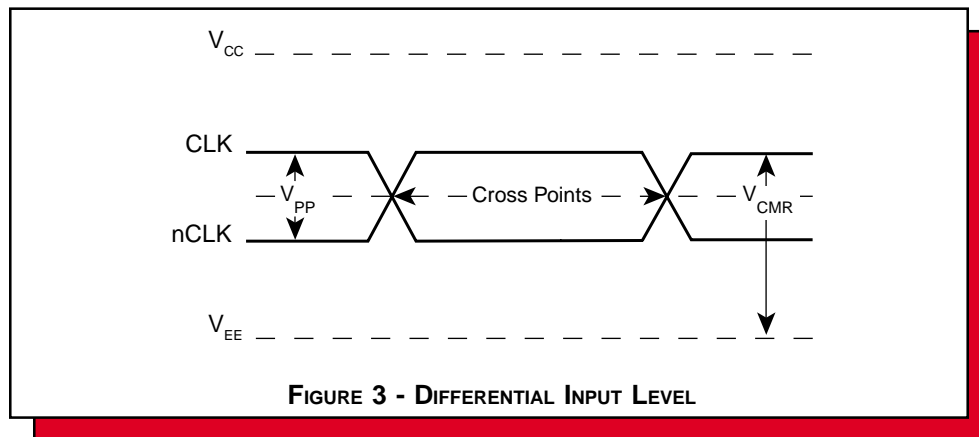 VCC
CLK
VPP
Cross Points
VCMR
nCLK
VEE
FIGURE 3 - DIFFERENTIAL INPUT LEVEL